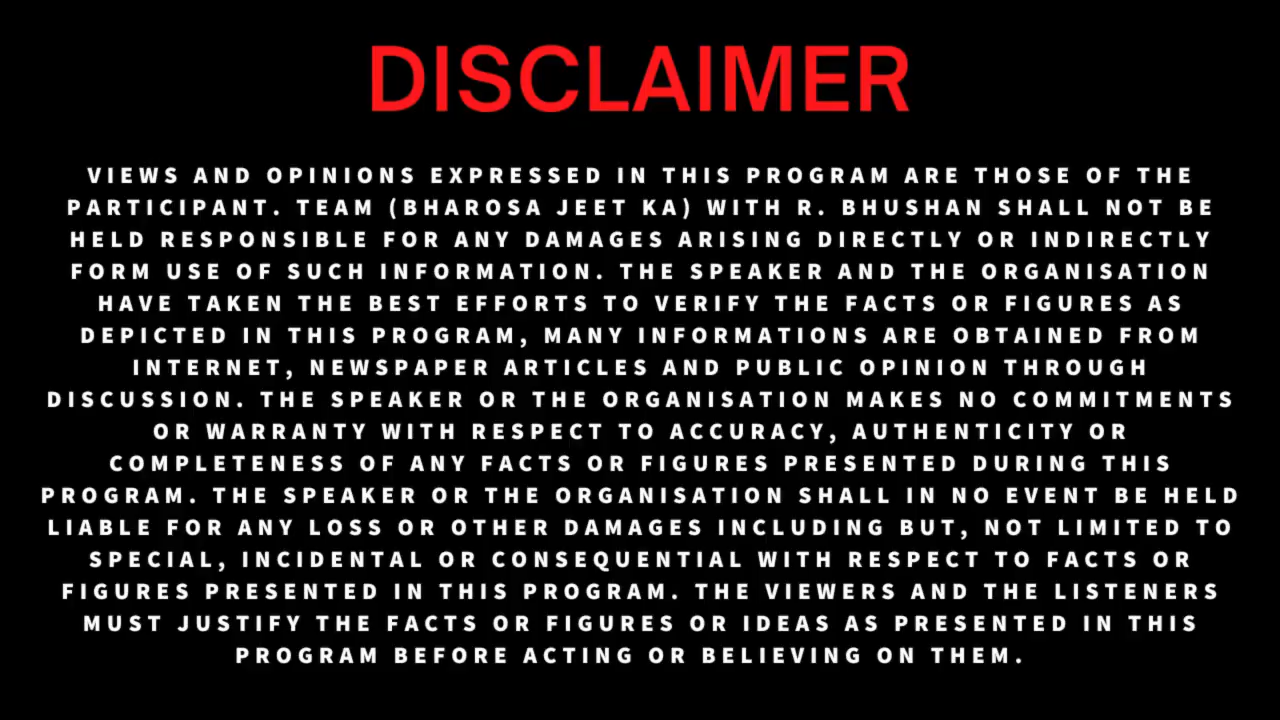 DISCLAIMER
VIEWS AND OPINIONS EXPRESSED IN THIS PROGRAM ARE THOSE OF THE
PARTICIPANT. TEAM (BHAROSA JEET KA) WITH R. BHUSHAN SHALL NOT BE
HELD RESPONSIBLE FOR ANY DAMAGES ARISING DIRECTLY OR INDIRECTLY
FORM USE OF SUCH INFORMATION. THE SPEAKER AND THE ORGANISATION
HAVE TAKEN THE BEST EFFORTS TO VERIFY THE FACTS OR FIGURES AS
DEPICTED IN THIS PROGRAM, MANY INFORMATIONS ARE OBTAINED FROM
INTERNET, NEWSPAPER ARTICLES AND PUBLIC OPINION THROUGH
DISCUSSION. THE SPEAKER OR THE ORGANISATION MAKES NO COMMITMENTS
OR WARRANTY WITH RESPECT TO ACCURACY, AUTHENTICITY OR
COMPLETENESS OF ANY FACTS OR FIGURES PRESENTED DURING THIS
PROGRAM. THE SPEAKER OR THE ORGANISATION SHALL IN NO EVENT BE HELD
LIABLE FOR ANY LOSS OR OTHER DAMAGES INCLUDING BUT, NOT LIMITED TO
SPECIAL, INCIDENTAL OR CONSEQUENTIAL WITH RESPECT TO FACTS OR
FIGURES PRESENTED IN THIS PROGRAM. THE VIEWERS AND THE LISTENERS
MUST JUSTIFY THE FACTS OR FIGURES OR IDEAS AS PRESENTED IN THIS
PROGRAM BEFORE ACTING OR BELIEVING ON THEM.